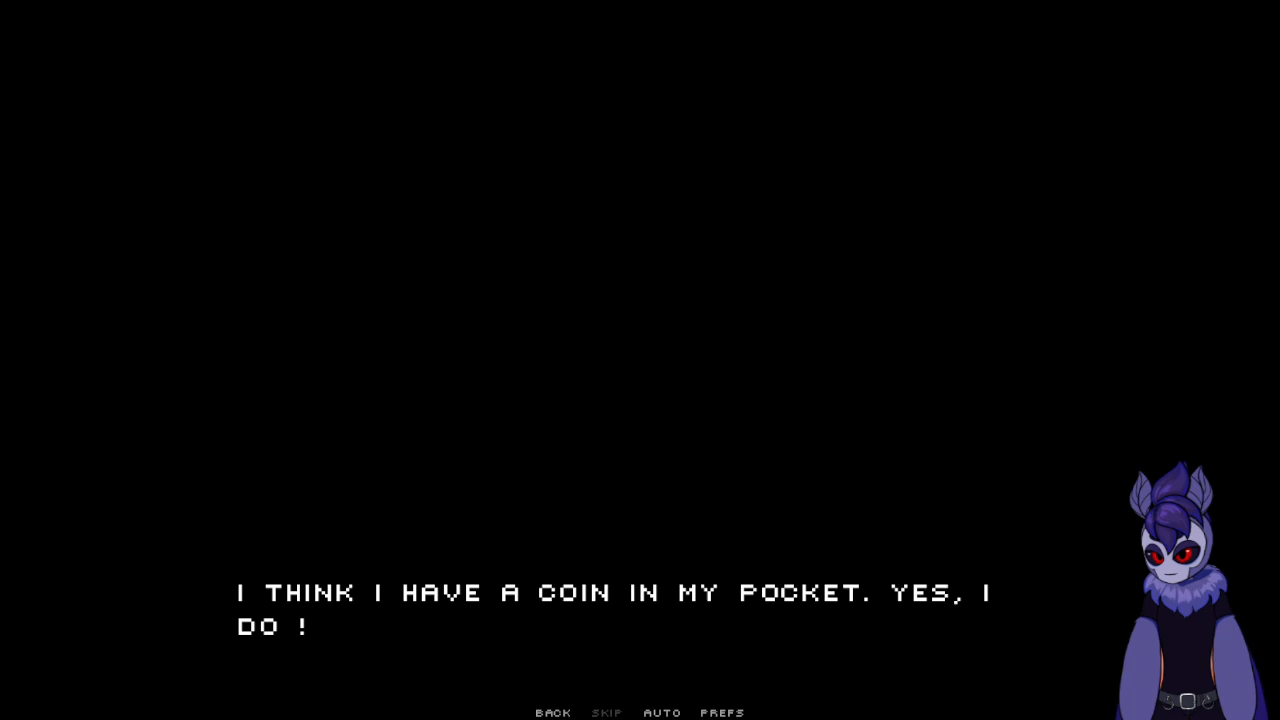 I THINK I HAVE A COIN IN MY POCKET. YES, I
DO !
BACK SKIP AUTO PREFS